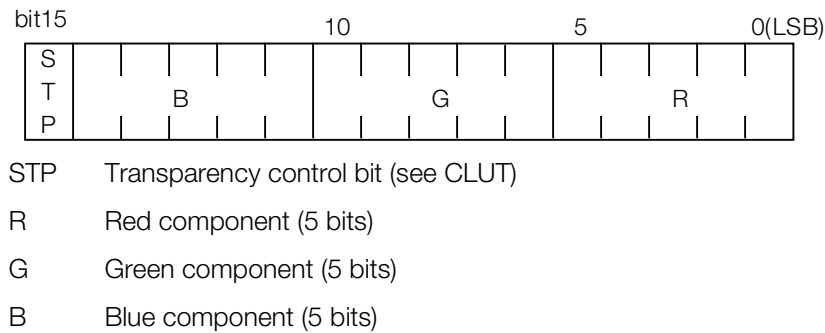 bit15 10 5 0(LSB)
S
T
P
B G R
STP Transparency control bit (see CLUT)
R Red component (5 bits)
G Green component (5 bits)
B Blue component (5 bits)